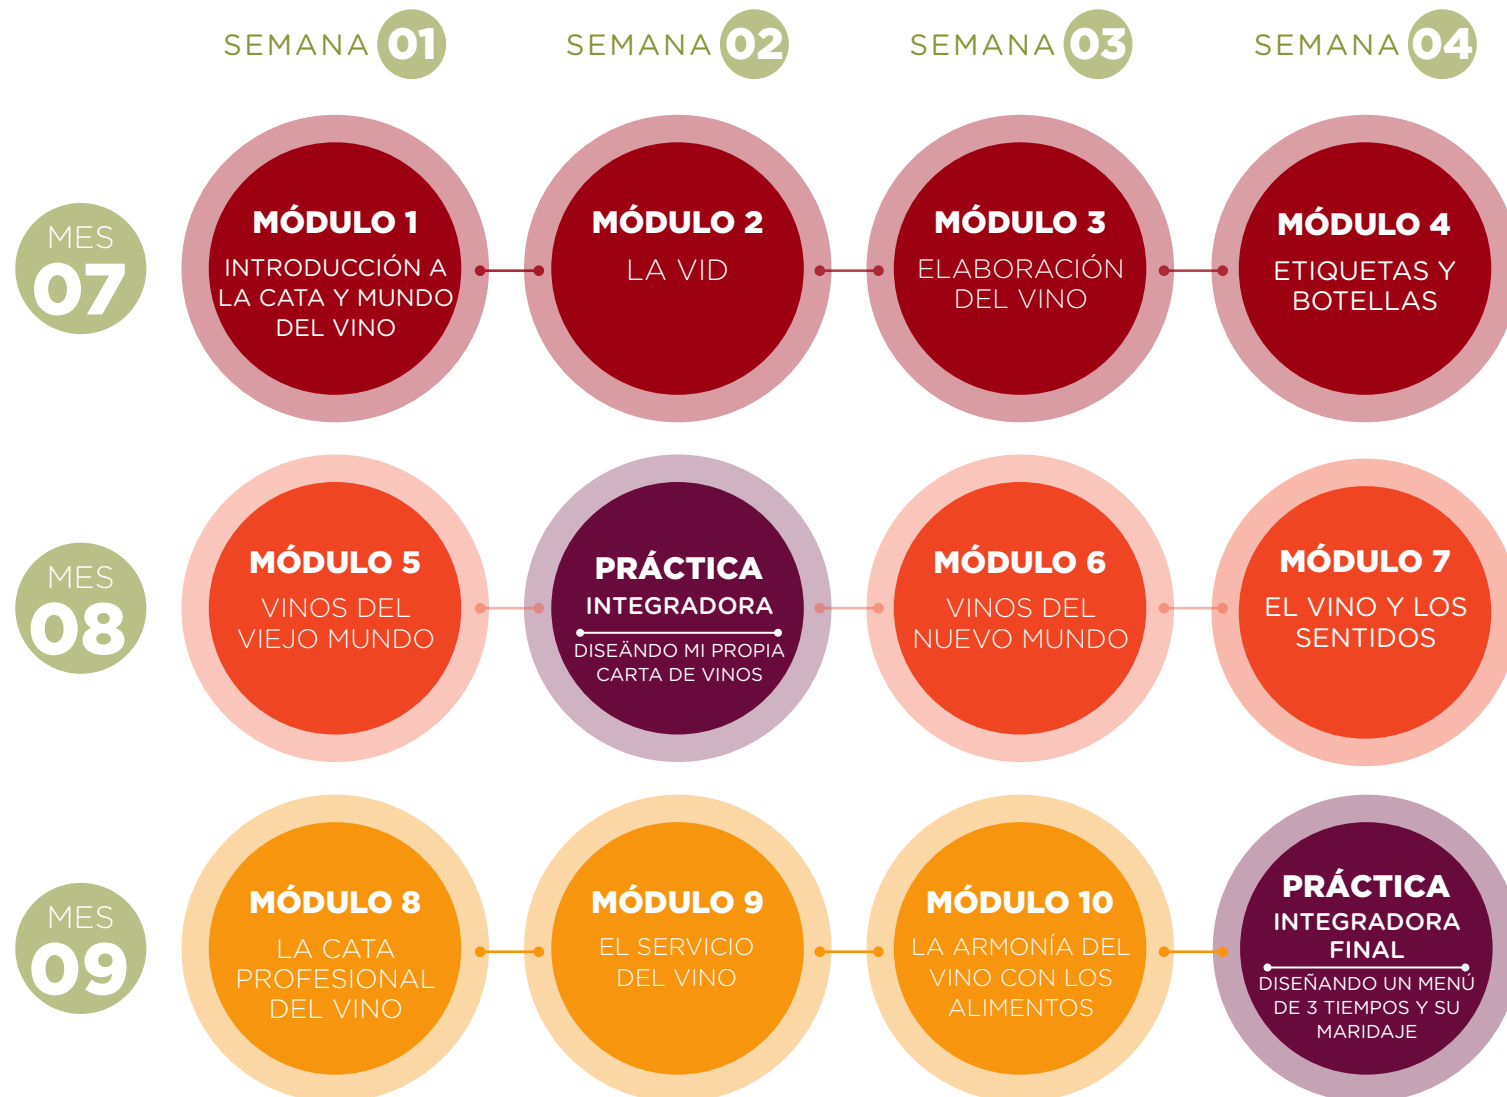 SEMANA 01
SEMANA 02
SEMANA 03
SEMANA 04
MES
07
MÓDULO 1
INTRODUCCIÓN A
LA CATA Y MUNDO
DEL VINO
MÓDULO 2
LA VID
MÓDULO 3
ELABORACIÓN
DEL VINO
MÓDULO 4
ETIQUETAS Y
BOTELLAS
MES
08
MÓDULO 5
VINOS DEL
VIEJO MUNDO
PRÁCTICA
INTEGRADORA
DISEÄNDO MI PROPIA
CARTA DE VINOS
MÓDULO 6
VINOS DEL
NUEVO MUNDO
MÓDULO 7
EL VINO Y LOS
SENTIDOS
MES
09
MÓDULO 8
LA CATA
PROFESIONAL
DEL VINO
MÓDULO 9
EL SERVICIO
DEL VINO
MÓDULO 10
LA ARMONÍA DEL
VINO CON LOS
ALIMENTOS
PRÁCTICA
INTEGRADORA
FINAL
DISEÑANDO UN MENÚ
DE 3 TIEMPOS Y SU
MARIDAJE